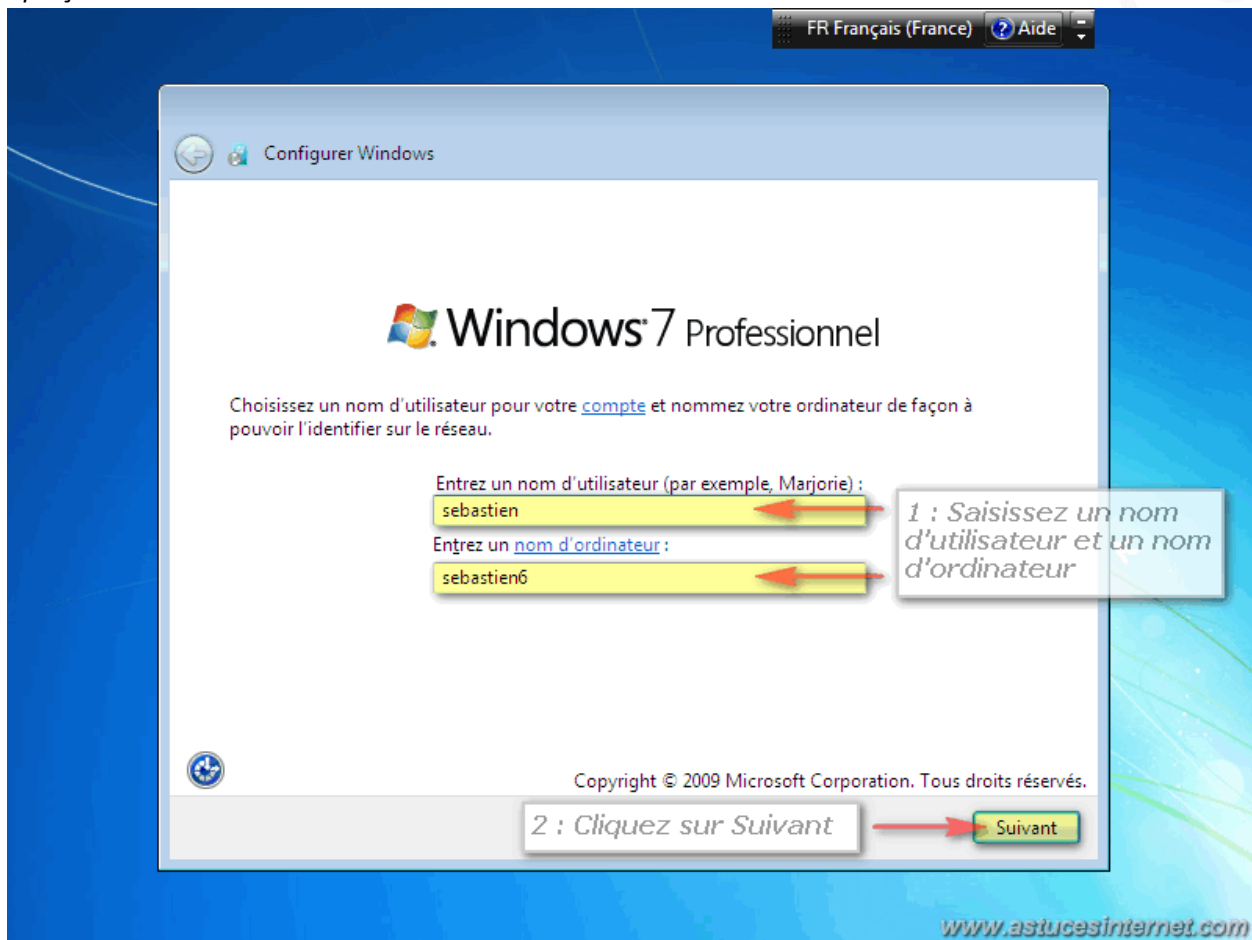 FR Français (France) Aide
Configurer Windows
Windows 7 Professionnel
Choisissez un nom d'utilisateur pour votre compte et nommez votre ordinateur de façon à
pouvoir l'identifier sur le réseau.
Entrez un nom d'utilisateur (par exemple, Marjorie) :
sebastien
Entrez un nom d'ordinateur :
sebastien6
1 : Saisissez un nom
d'utilisateur et un nom
d'ordinateur
Copyright © 2009 Microsoft Corporation. Tous droits réservés.
2 : Cliquez sur Suivant
Suivant
www.astucesinternet.com